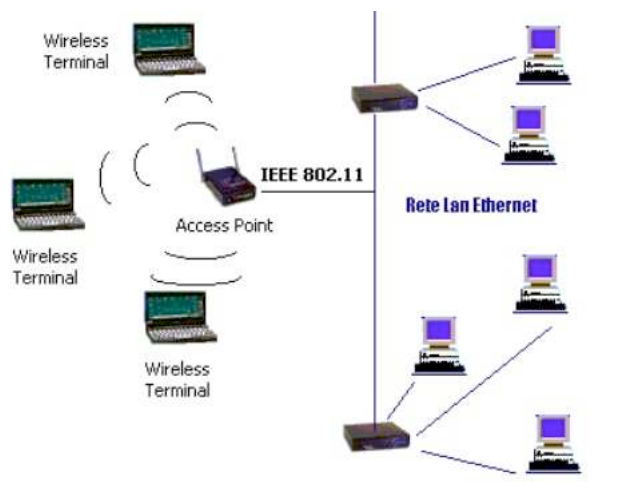 Wireless
Terminal
IEEE 802.11
Access Point
Rete Lan Ethernet
Wireless
Terminal
Wireless
Terminal